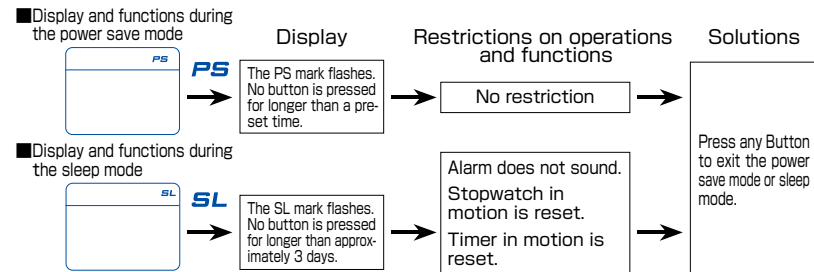 ■Display and functions during
the power save mode
Display
Restrictions on operations
and functions
Solutions
PS
PS
The PS mark flashes.
No button is pressed
for longer than a pre-
set time.
No restriction
■Display and functions during
the sleep mode
SL
SL
The SL mark flashes.
No button is pressed
for longer than approx-
imately 3 days.
Alarm does not sound.
Stopwatch in
motion is reset.
Timer in motion is
reset.
Press any Button
to exit the power
save mode or sleep
mode.